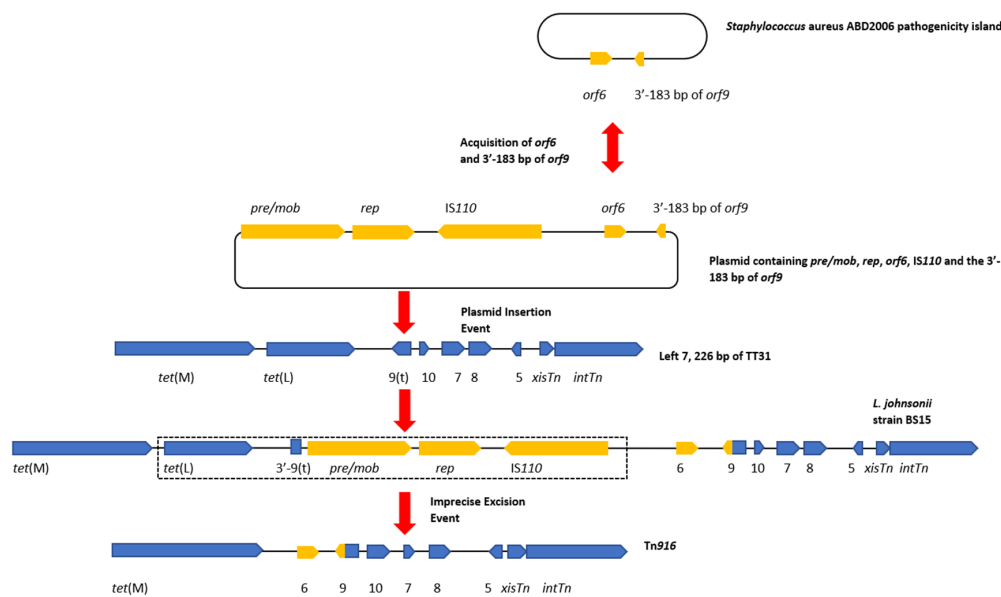 Staphylococcus aureus ABD2006 pathogenicity island
orf6 3’-183 bp of orf9
Acquisition of orf6
and 3’-183 bp of orf9
pre/mob rep IS110 orf6 3’-183 bp of orf9
Plasmid containing pre/mob, rep, orf6, IS110 and the 3’-
183 bp of orf9
Plasmid Insertion
Event
Left 7, 226 bp of TT31
tet(M) tet(L) 9(t) 10 7 8 5 xisTn intTn
L. johnsonii
strain BS15
tet(M) tet(L) 3’-9(t) pre/mob rep IS110 6 9 10 7 8 5 xisTn intTn
Imprecise Excision
Event
Tn916
tet(M) 6 9 10 7 8 5 xisTn intTn